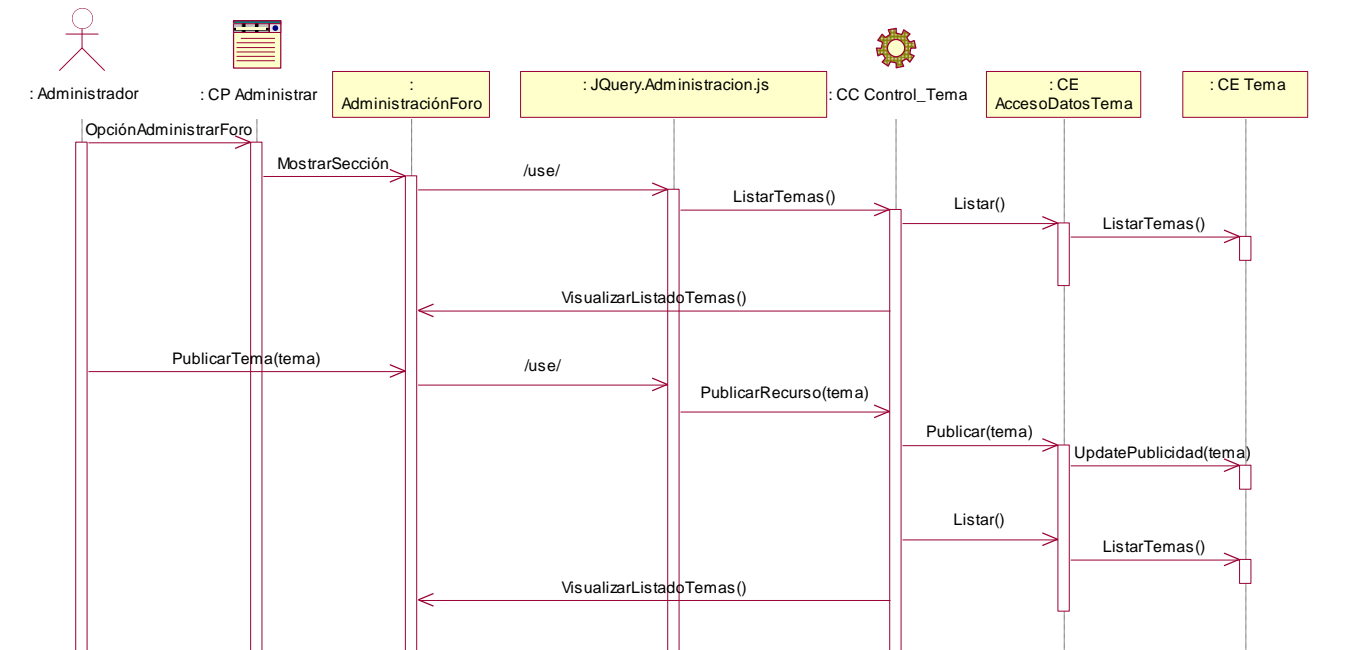 : Administrador
: CP Administrar
:
AdministraciónForo
: JQuery.Administracion.js
: CC Control_Tema
: CE
AccesoDatosTema
: CE Tema
OpciónAdministrarForo
MostrarSección
/use/
ListarTemas()
Listar()
ListarTemas()
VisualizarListadoTemas()
PublicarTema(tema)
/use/
PublicarRecurso(tema)
Publicar(tema)
UpdatePublicidad(tema)
Listar()
ListarTemas()
VisualizarListadoTemas()